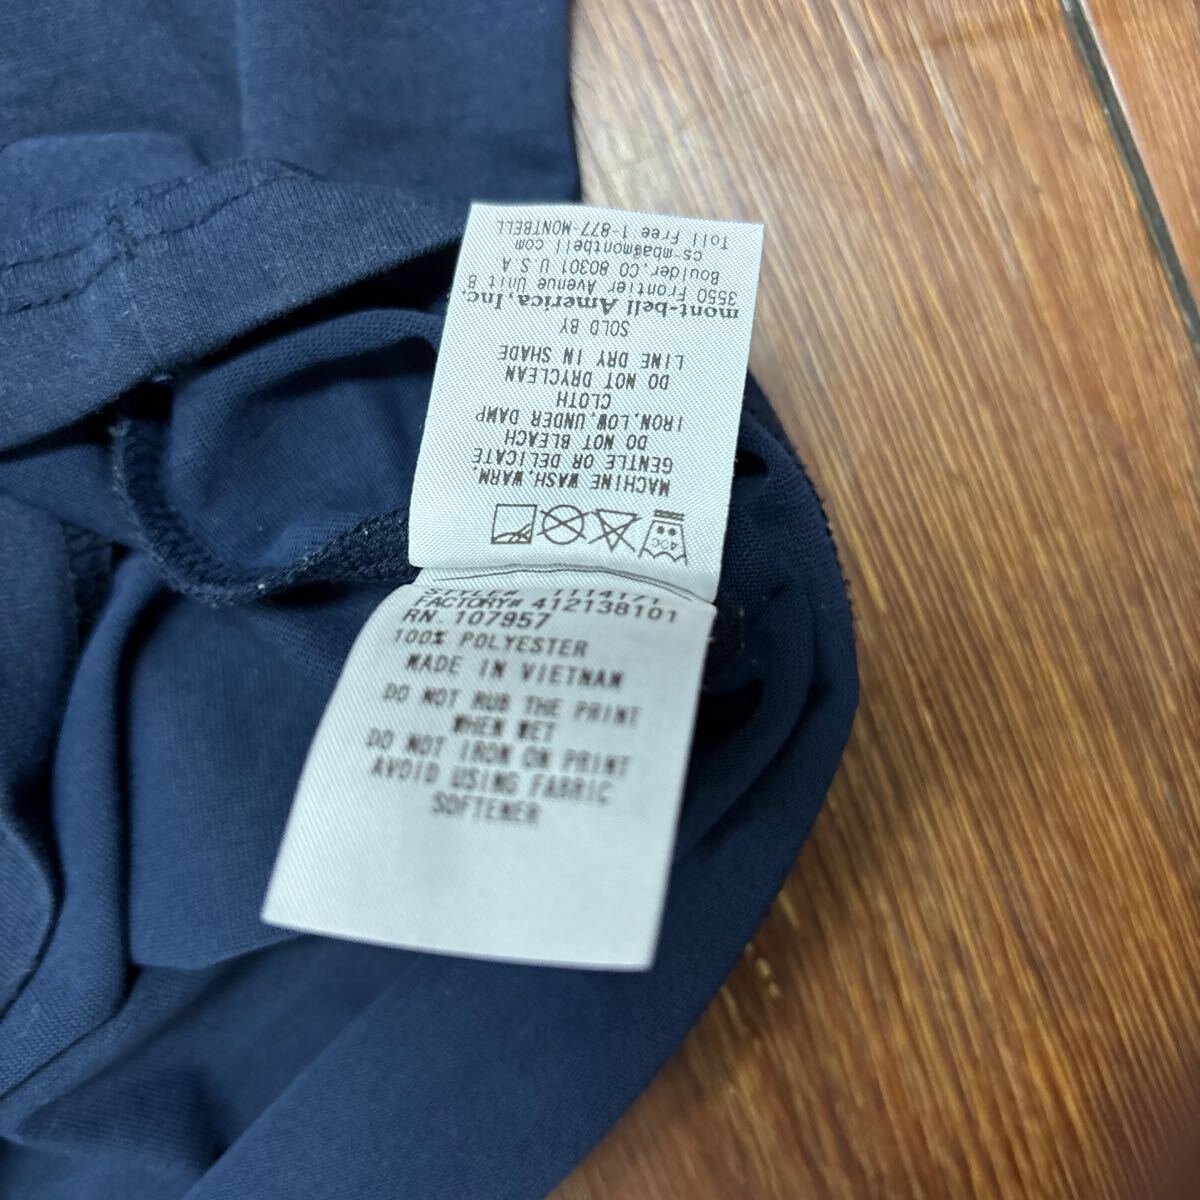 MACHINE WASH,WARM,
GENTLE OR DELICATE
DO NOT BLEACH
IRON,LOW,UNDER DAMP
CLOTH
DO NOT DRYCLEAN
LINE DRY IN SHADE
SOLD BY
mont-bell America, Inc.
3550 Frontier Avenue Unit B
Boulder, CO 80301 U S A
cs-mba@montbell com
Toll Free 1-877-MONTBELL
STYLE# 1114171
FACTORY# 412138101
RN. 107957
100% POLYESTER
MADE IN VIETNAM
DO NOT RUB THE PRINT
WHEN WET
DO NOT IRON ON PRINT
AVOID USING FABRIC
SOFTENER